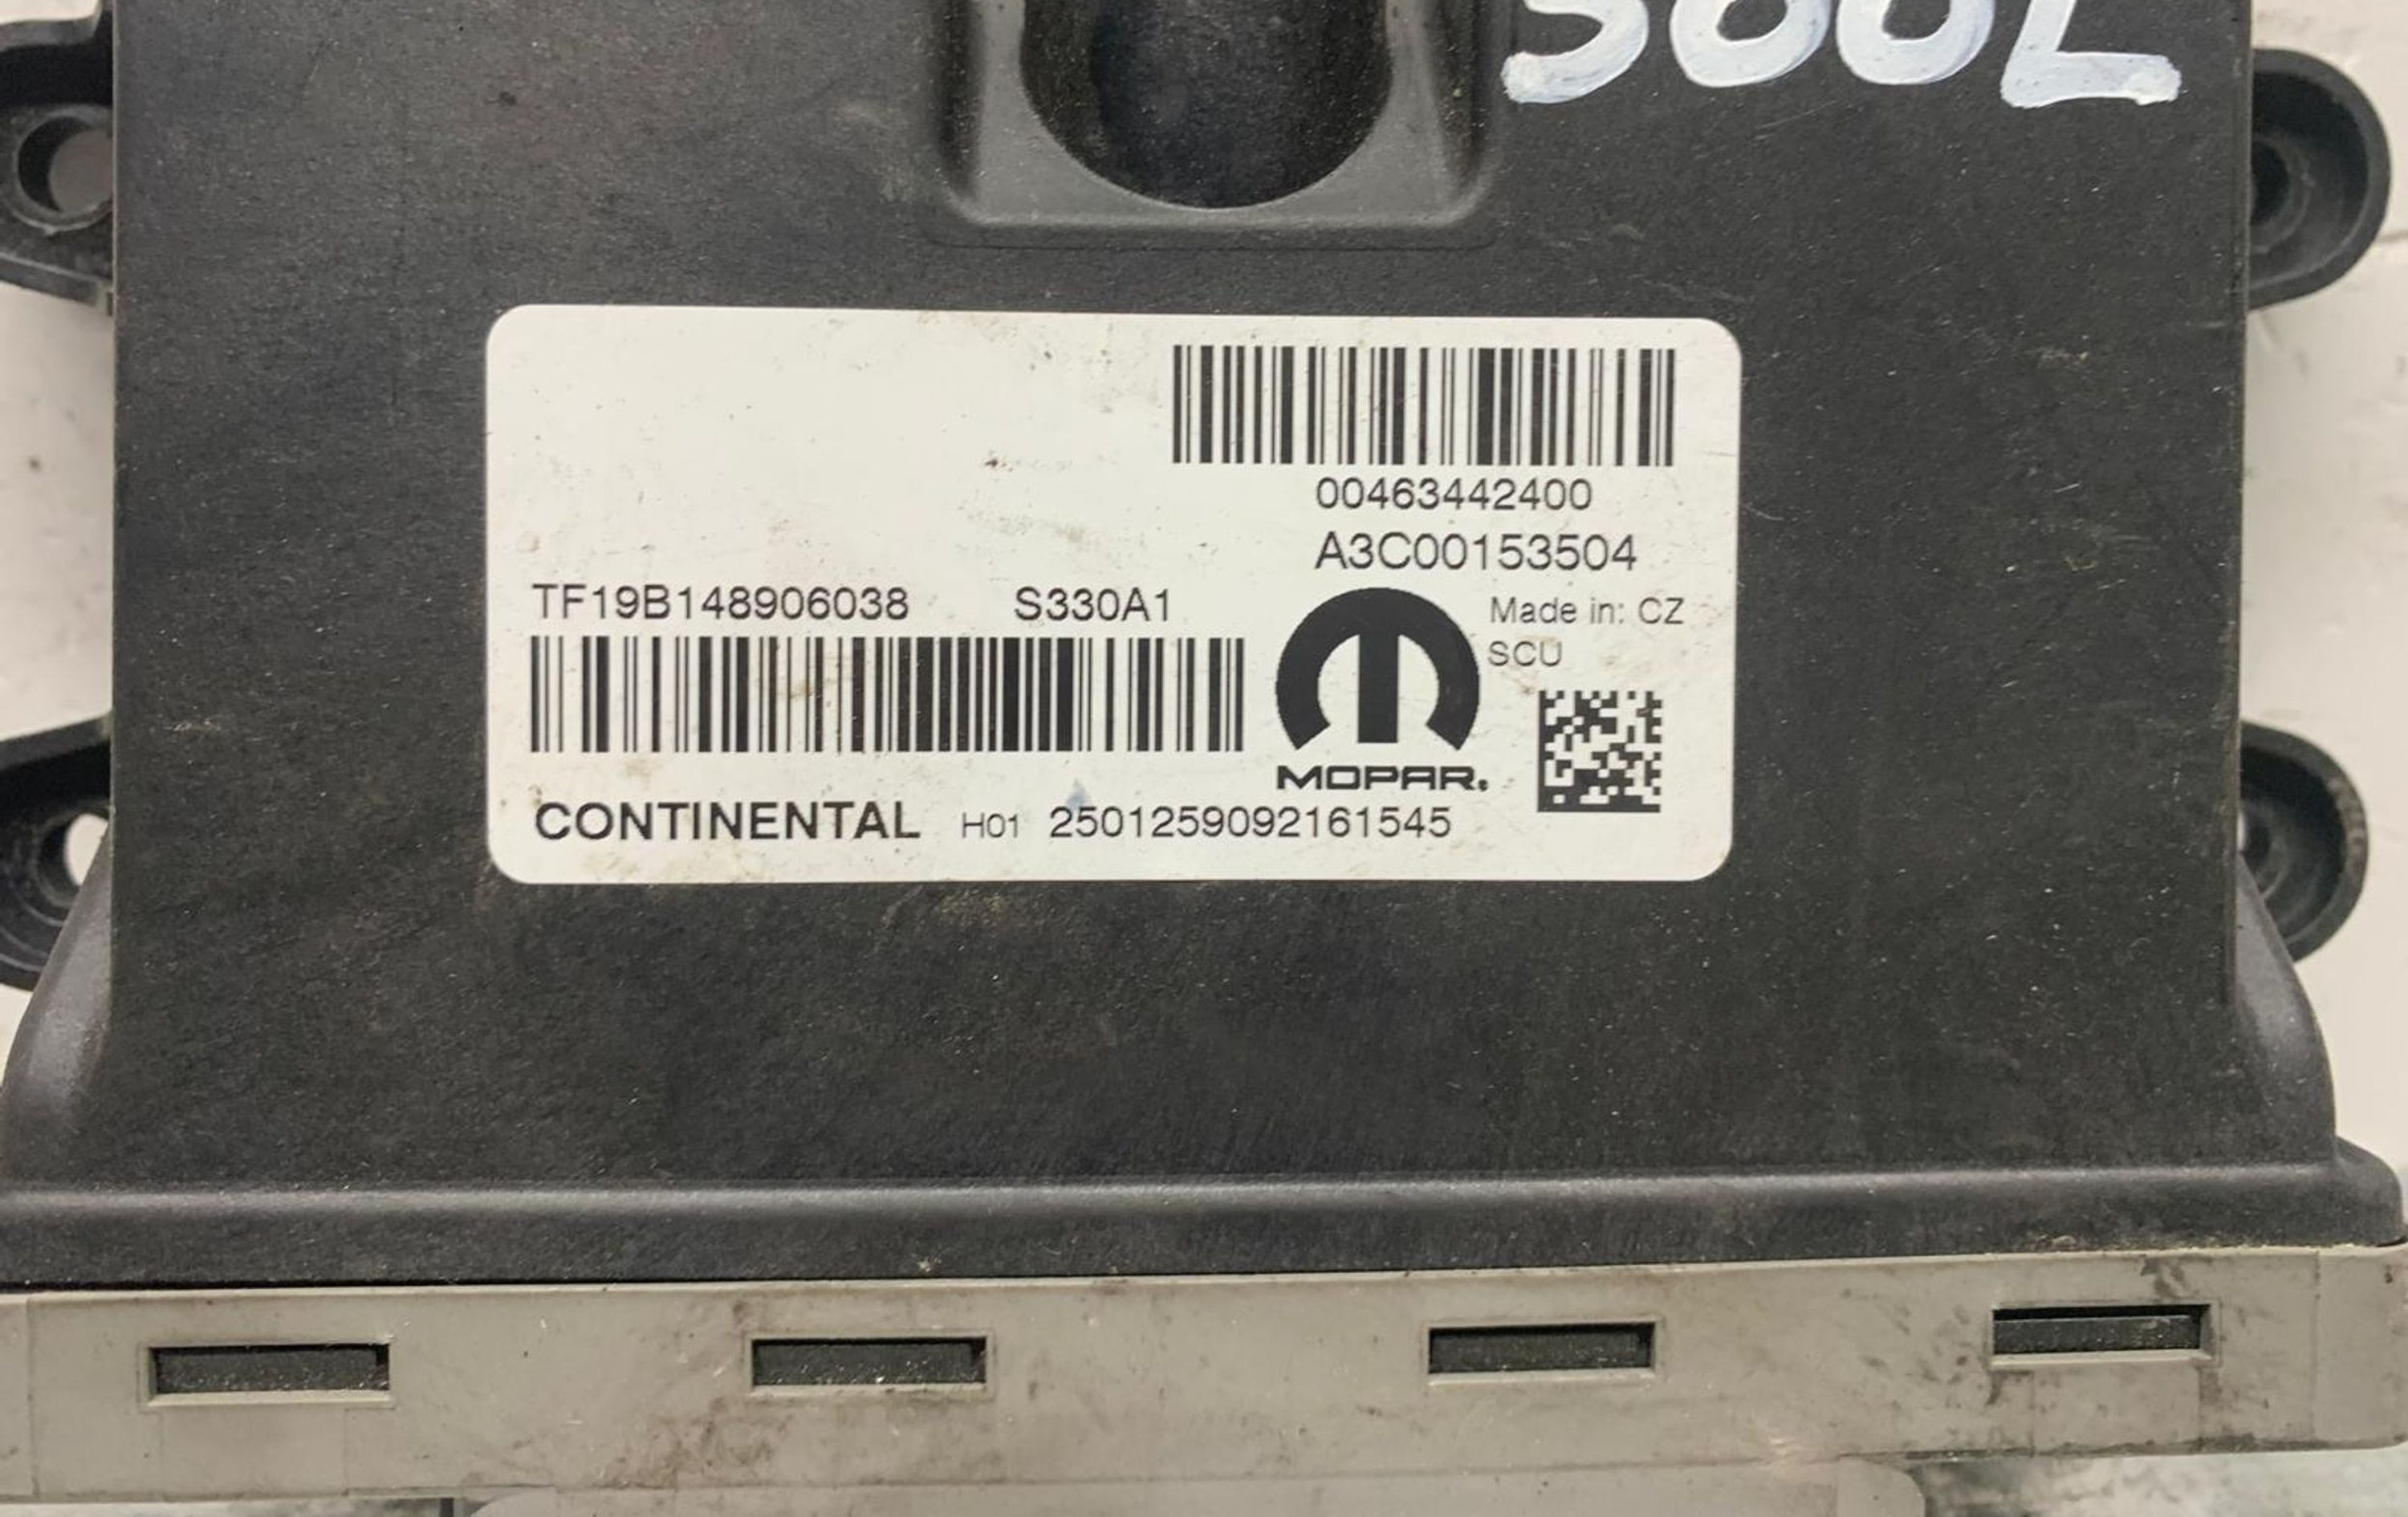 500L
00463442400
A3C00153504
TF19B148906038 S330A1
Made in: CZ
SCU
MOPAR.
CONTINENTAL H01 2501259092161545